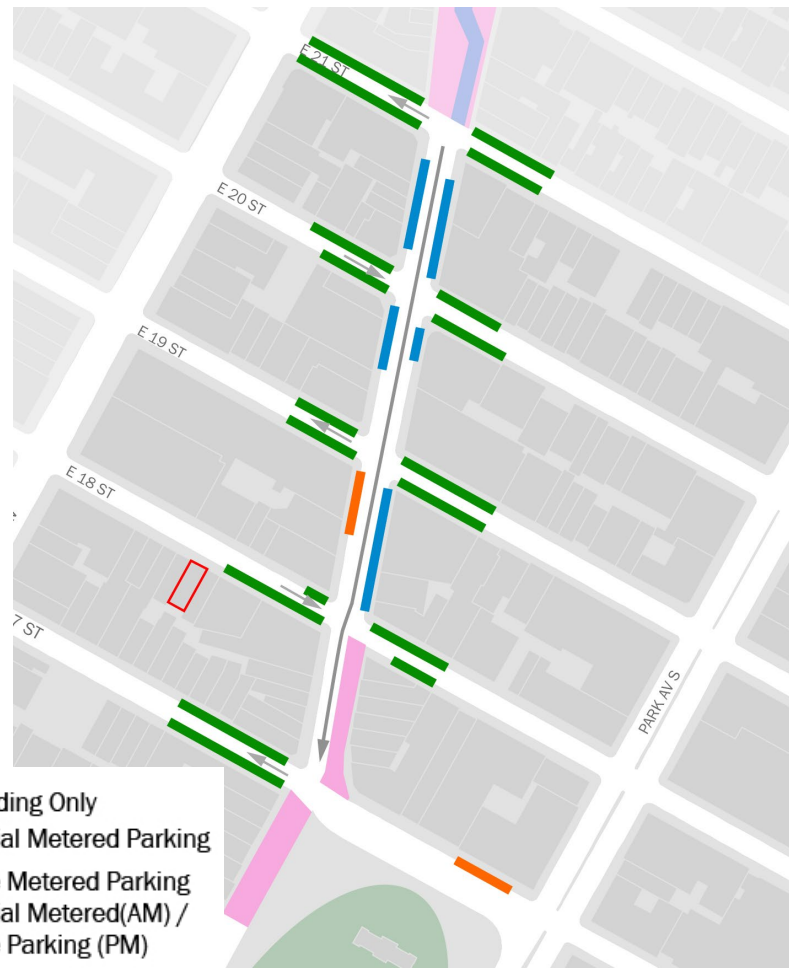 E 21 ST
E 20 ST
E 19 ST
E 18 ST
7 ST
PARK AV S
ding Only
al Metered Parking
Metered Parking
al Metered(AM) /
Parking (PM)